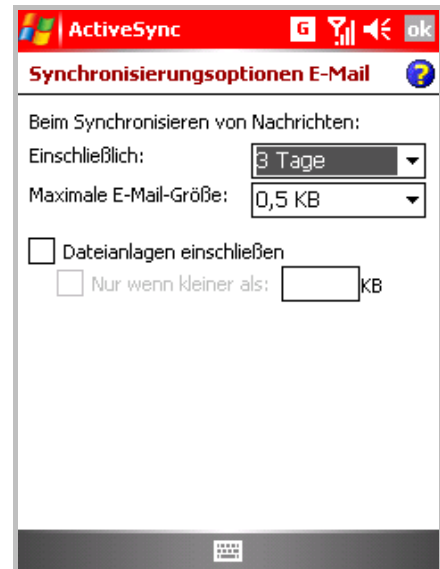 ActiveSync G ok
Synchronisierungsoptionen E-Mail ?
Beim Synchronisieren von Nachrichten:
Einschließlich: 3 Tage
Maximale E-Mail-Größe: 0,5 KB
Dateianlagen einschließen
Nur wenn kleiner als: KB